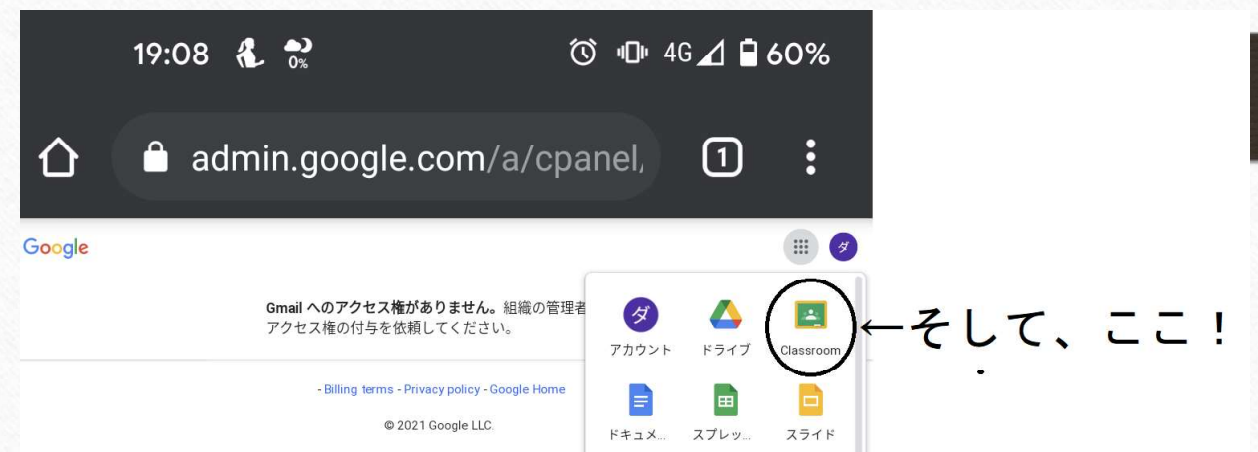 19:08
0%
4G
60%
admin.google.com/a/cpanel,
1
Google
ダ
Gmail へのアクセス権がありません。組織の管理者
アクセス権の付与を依頼してください。
- Billing terms - Privacy policy - Google Home
© 2021 Google LLC.
ダ
アカウント
ドライブ
Classroom
ドキュメ...
スプレッ...
スライド
←そして、ここ！